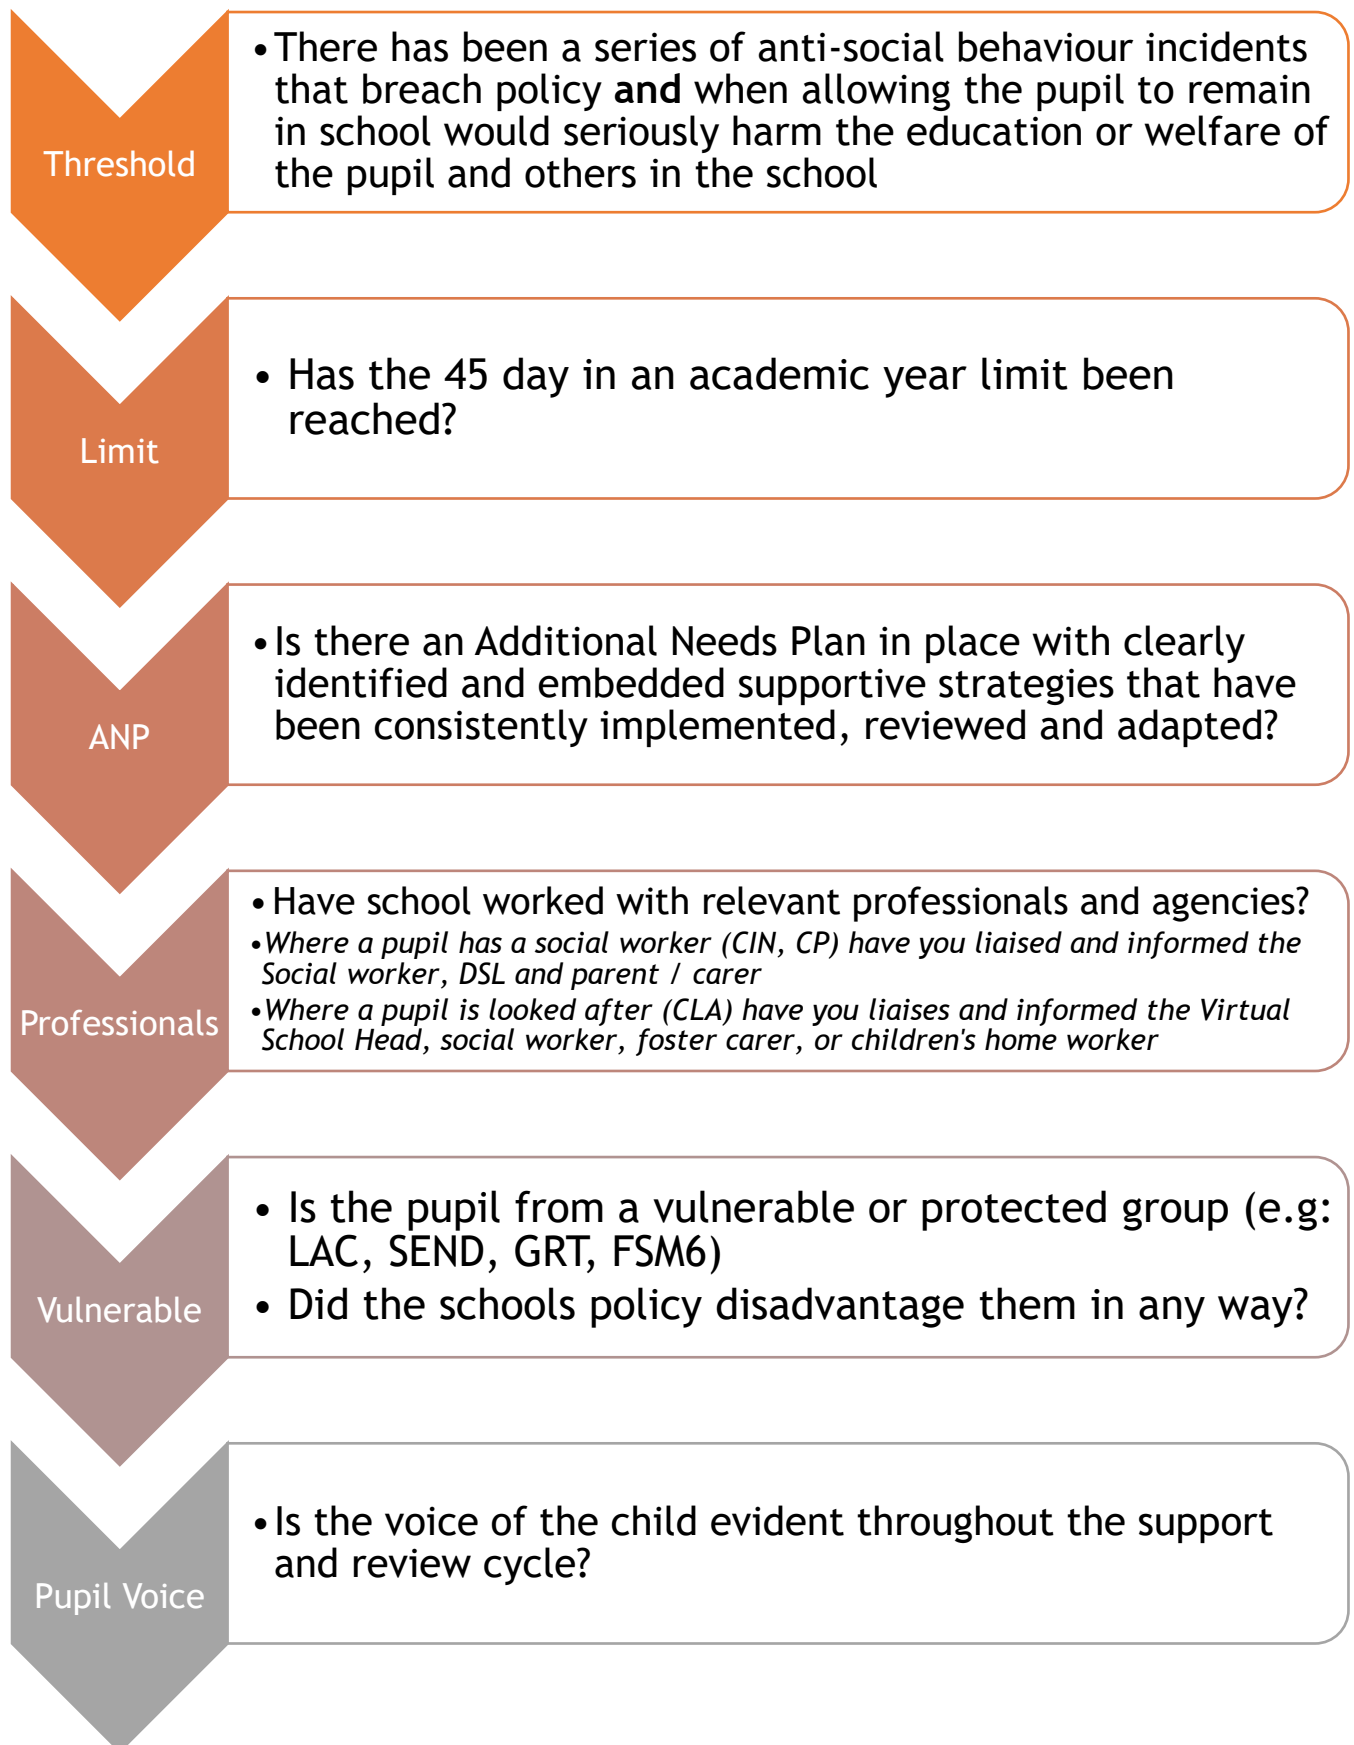 Threshold
•There has been a series of anti-social behaviour incidents
that breach policy and when allowing the pupil to remain
in school would seriously harm the education or welfare of
the pupil and others in the school
Limit
• Has the 45 day in an academic year limit been
reached?
ANP
•Is there an Additional Needs Plan in place with clearly
identified and embedded supportive strategies that have
been consistently implemented, reviewed and adapted?
Professionals
•Have school worked with relevant professionals and agencies?
•Where a pupil has a social worker (CIN, CP) have you liaised and informed the
Social worker, DSL and parent / carer
•Where a pupil is looked after (CLA) have you liaises and informed the Virtual
School Head, social worker, foster carer, or children's home worker
Vulnerable
• Is the pupil from a vulnerable or protected group (e.g:
LAC, SEND, GRT, FSM6)
• Did the schools policy disadvantage them in any way?
Pupil Voice
•Is the voice of the child evident throughout the support
and review cycle?